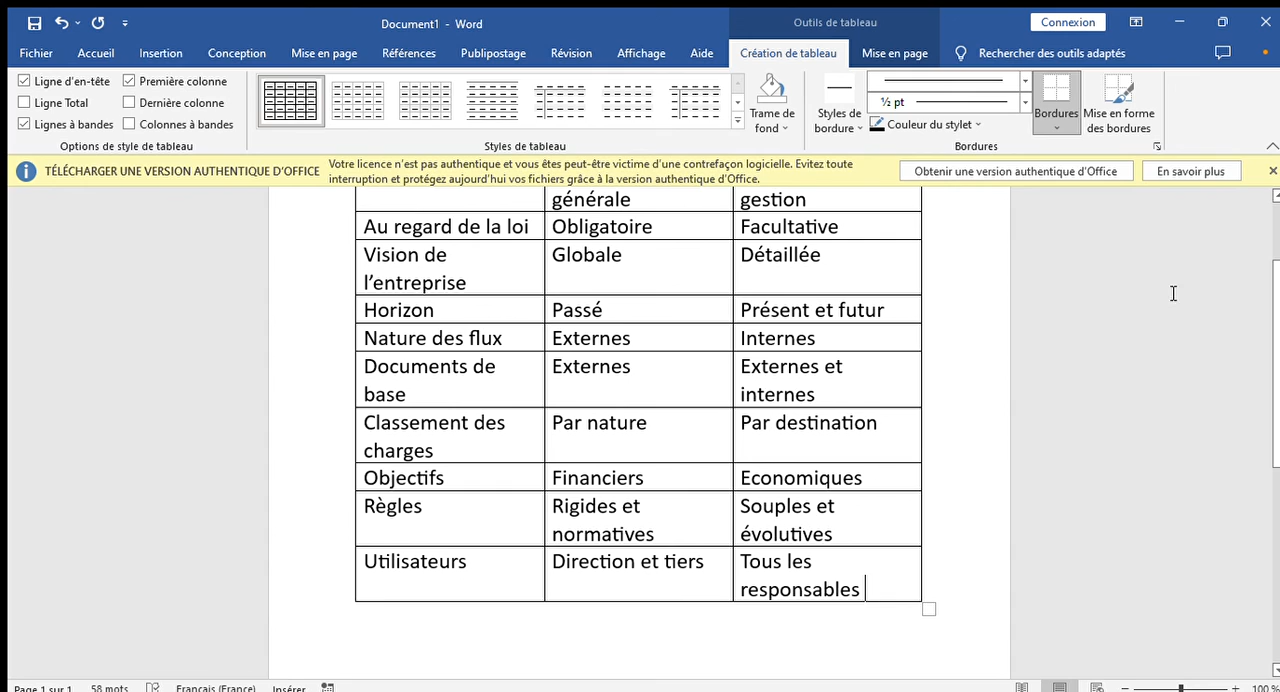 Document1 - Word
Outils de tableau
Connexion
Fichier Accueil Insertion Conception Mise en page Références Publipostage Révision Affichage Aide Création de tableau Mise en page Rechercher des outils adaptés
Ligne d'en-tête Première colonne
Ligne Total Dernière colonne
Lignes à bandes Colonnes à bandes
Options de style de tableau
Styles de tableau
Trame de
fond
Styles de
bordure
½ pt
Couleur du stylet
Bordures
Mise en forme
des bordures
Bordures
TÉLÉCHARGER UNE VERSION AUTHENTIQUE D'OFFICE
Votre licence n'est pas authentique et vous êtes peut-être victime d'une contrefaçon logicielle. Evitez toute
interruption et protégez aujourd'hui vos fichiers grâce à la version authentique d'Office.
Obtenir une version authentique d'Office
En savoir plus
générale gestion
Au regard de la loi Obligatoire Facultative
Vision de Globale Détaillée
l’entreprise
Horizon Passé Présent et futur
Nature des flux Externes Internes
Documents de Externes Externes et
base internes
Classement des Par nature Par destination
charges
Objectifs Financiers Economiques
Règles Rigides et Souples et
normatives évolutives
Utilisateurs Direction et tiers Tous les
responsables
Page 1 sur 1 58 mots Français (France) Insérer 100 %